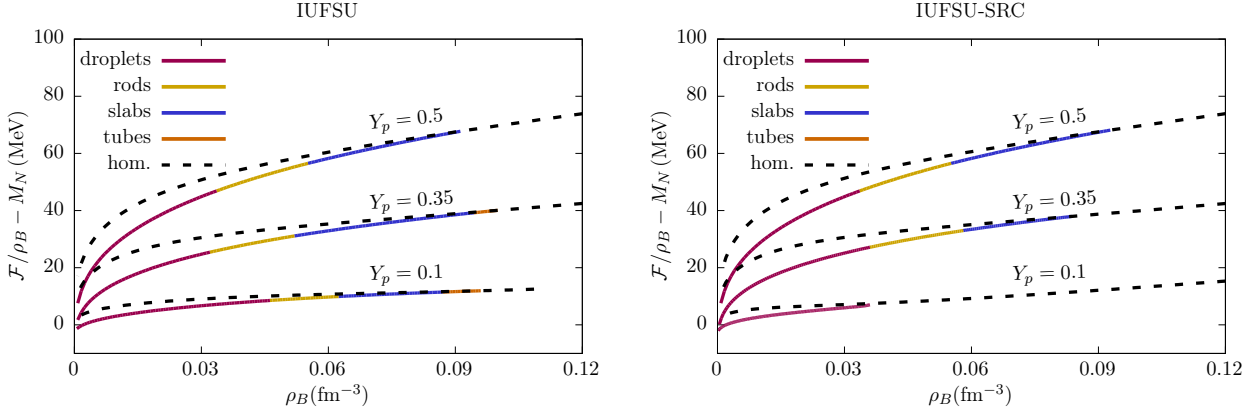 IUFSU
100
80
60
40
20
0
droplets
rods
slabs
tubes
hom.
Y_p = 0.5
Y_p = 0.35
Y_p = 0.1
0 0.03 0.06 0.09 0.12
ρ_B(fm⁻³)
ℱ/ρ_B − M_N (MeV)
IUFSU-SRC
100
80
60
40
20
0
droplets
rods
slabs
tubes
hom.
Y_p = 0.5
Y_p = 0.35
Y_p = 0.1
0 0.03 0.06 0.09 0.12
ρ_B(fm⁻³)
ℱ/ρ_B − M_N (MeV)